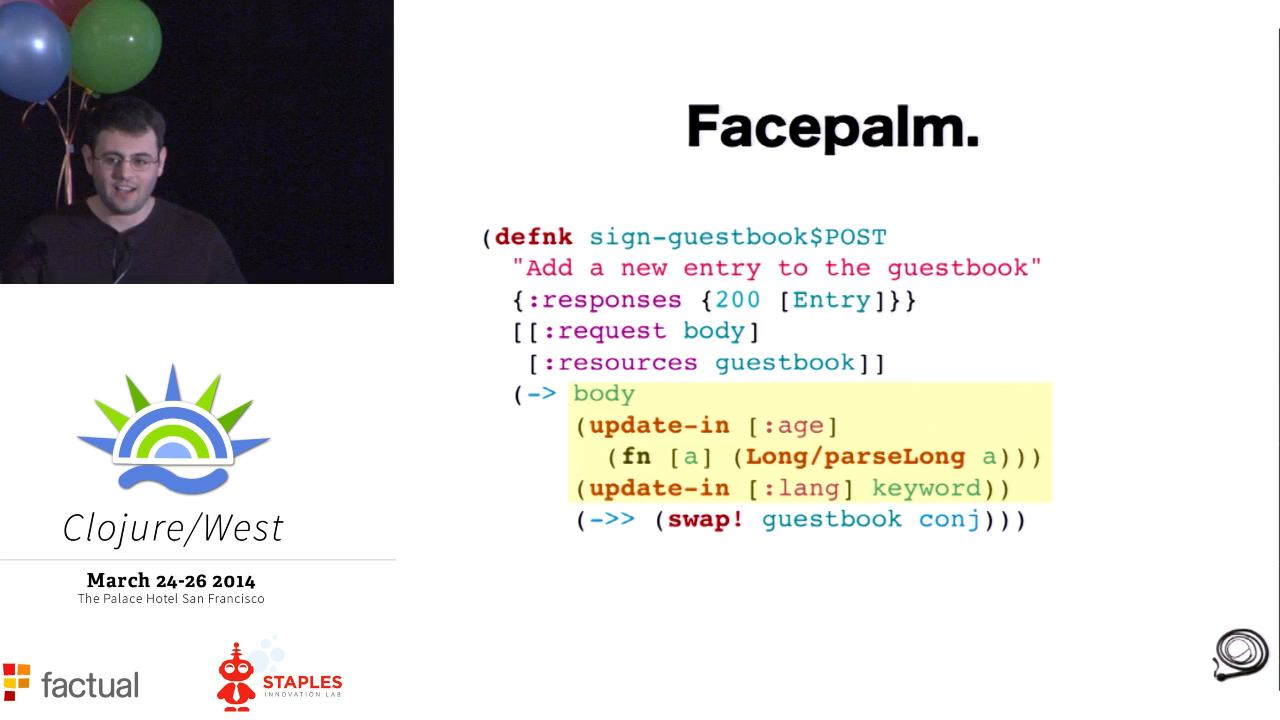 Facepalm.
(defnk sign-guestbook$POST
"Add a new entry to the guestbook"
{:responses {200 [Entry]}}
[[:request body]
[:resources guestbook]]
(-> body
(update-in [:age]
(fn [a] (Long/parseLong a)))
(update-in [:lang] keyword))
(->> (swap! guestbook conj)))
Clojure/West
March 24-26 2014
The Palace Hotel San Francisco
factual
STAPLES
INNOVATION LAB